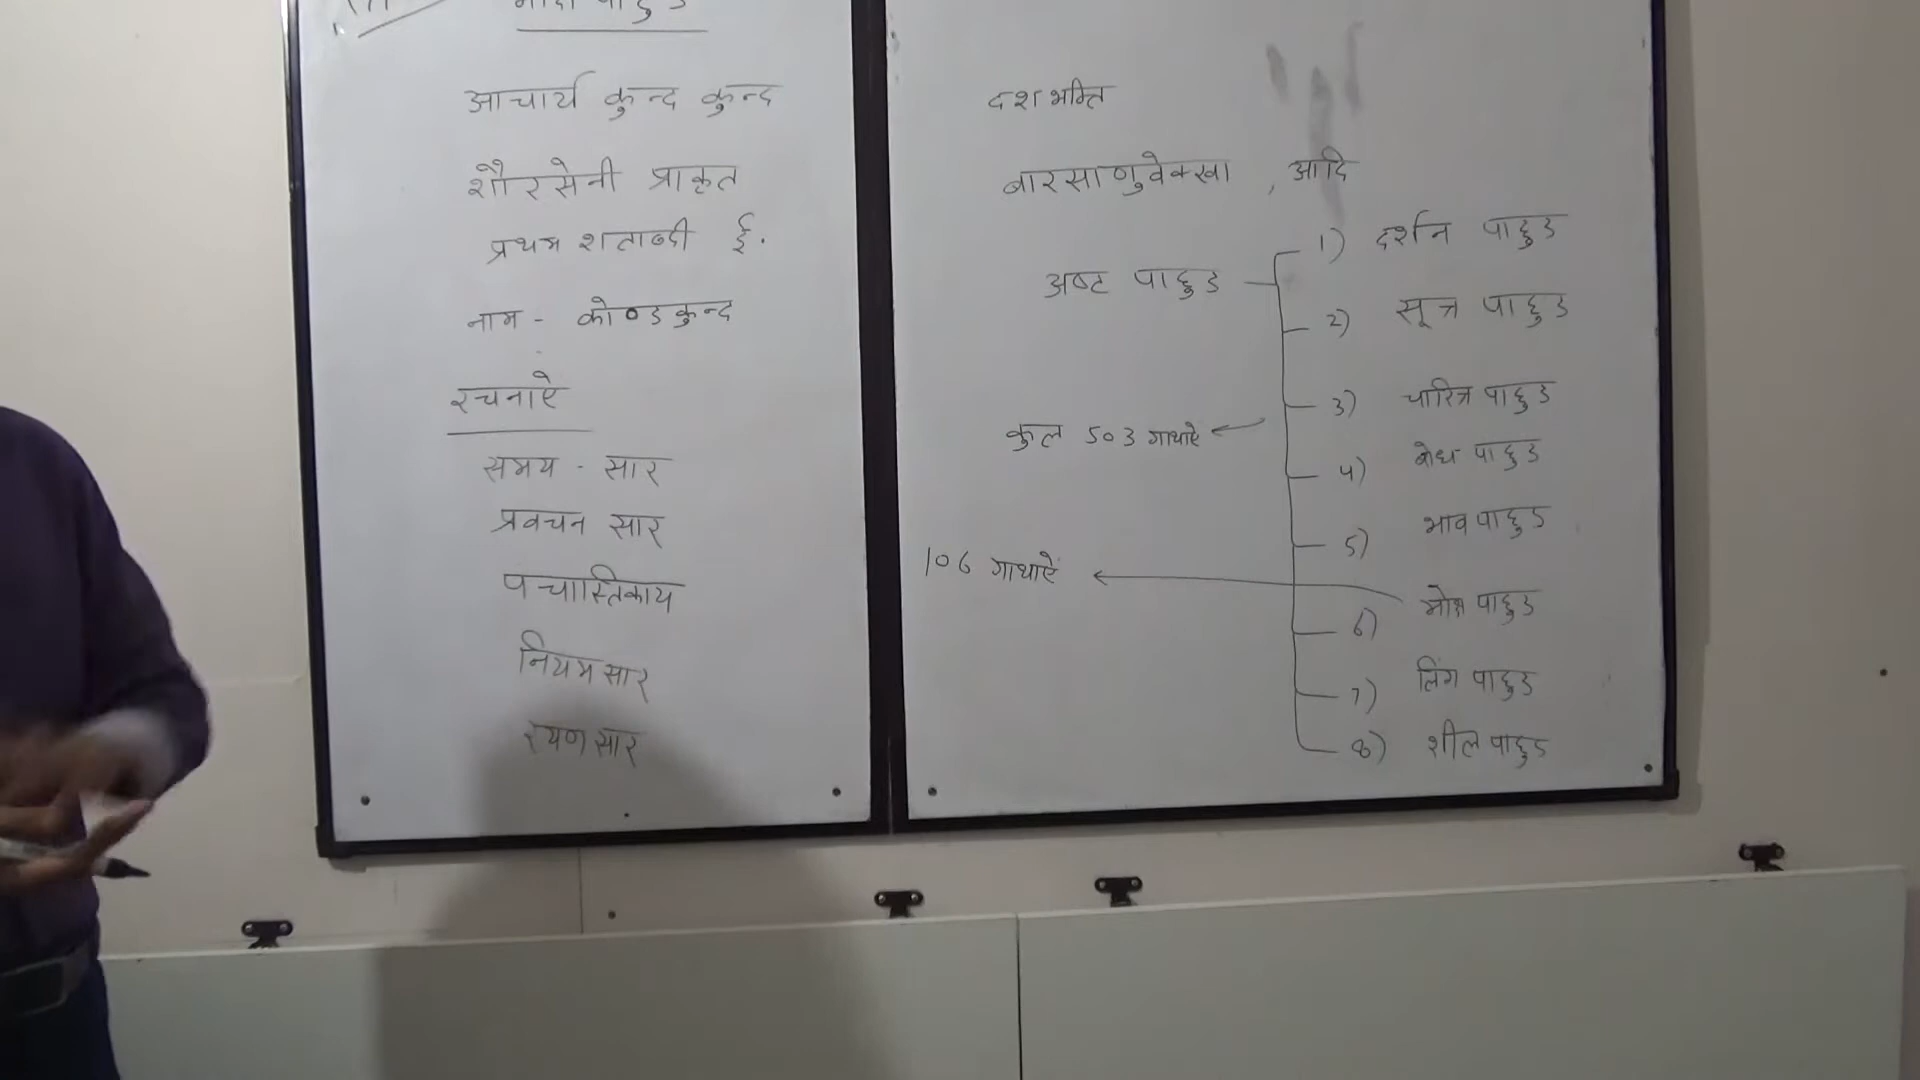 मोक्ष पाहुड
आचार्य कुन्द कुन्द
शौरसेनी प्राकृत
प्रथम शताब्दी ई.
नाम - कोण्डकुन्द
रचनाऐ
समय - सार
प्रवचन सार
पचास्तिकाय
नियमसार
रयणसार
दशभक्ति
बारसाणुवेक्खा , आदि
अष्ट पाहुड
1) दर्शन पाहुड
2) सूत्र पाहुड
3) चारित्र पाहुड
कुल 503 गाथाऐ
4) बोध पाहुड
5) भाव पाहुड
106 गाथाऐं
6) मोक्ष पाहुड
7) लिंग पाहुड
8) शील पाहुड